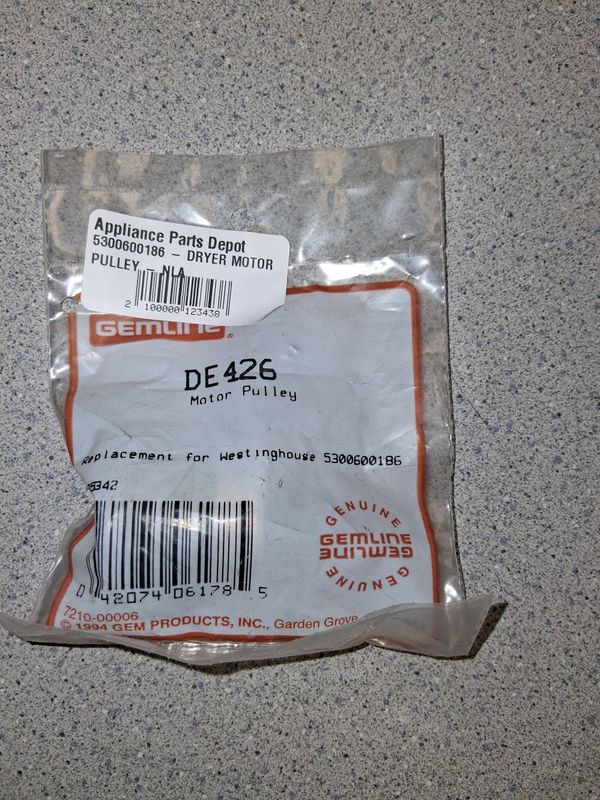 Appliance Parts Depot
5300600186 – DRYER MOTOR
PULLEY – NLA
2 100000 123438
GEMLINE®
DE426
Motor Pulley
Replacement for Westinghouse 5300600186
0 42074 06178 5
GENUINE
GEMLINE
GEMLINE
GENUINE
7210-00006
© 1994 GEM PRODUCTS, INC., Garden Grove